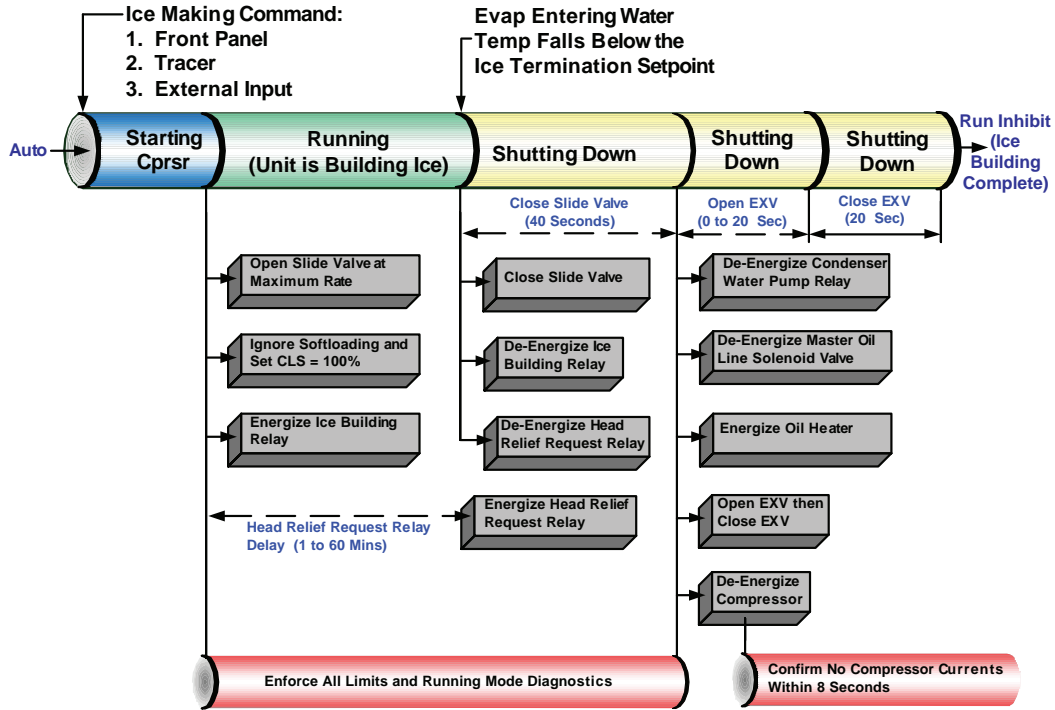 Ice Making Command:
1. Front Panel
2. Tracer
3. External Input
Evap Entering Water
Temp Falls Below the
Ice Termination Setpoint
Auto
Starting
Cprsr
Running
(Unit is Building Ice)
Shutting Down
Shutting
Down
Shutting
Down
Run Inhibit
(Ice
Building
Complete)
Close Slide Valve
(40 Seconds)
Open EXV
(0 to 20 Sec)
Close EXV
(20 Sec)
Open Slide Valve at
Maximum Rate
Ignore Softloading and
Set CLS = 100%
Energize Ice Building
Relay
Close Slide Valve
De-Energize Ice
Building Relay
De-Energize Head
Relief Request Relay
Head Relief Request Relay
Delay (1 to 60 Mins)
Energize Head Relief
Request Relay
De-Energize Condenser
Water Pump Relay
De-Energize Master Oil
Line Solenoid Valve
Energize Oil Heater
Open EXV then
Close EXV
De-Energize
Compressor
Enforce All Limits and Running Mode Diagnostics
Confirm No Compressor Currents
Within 8 Seconds